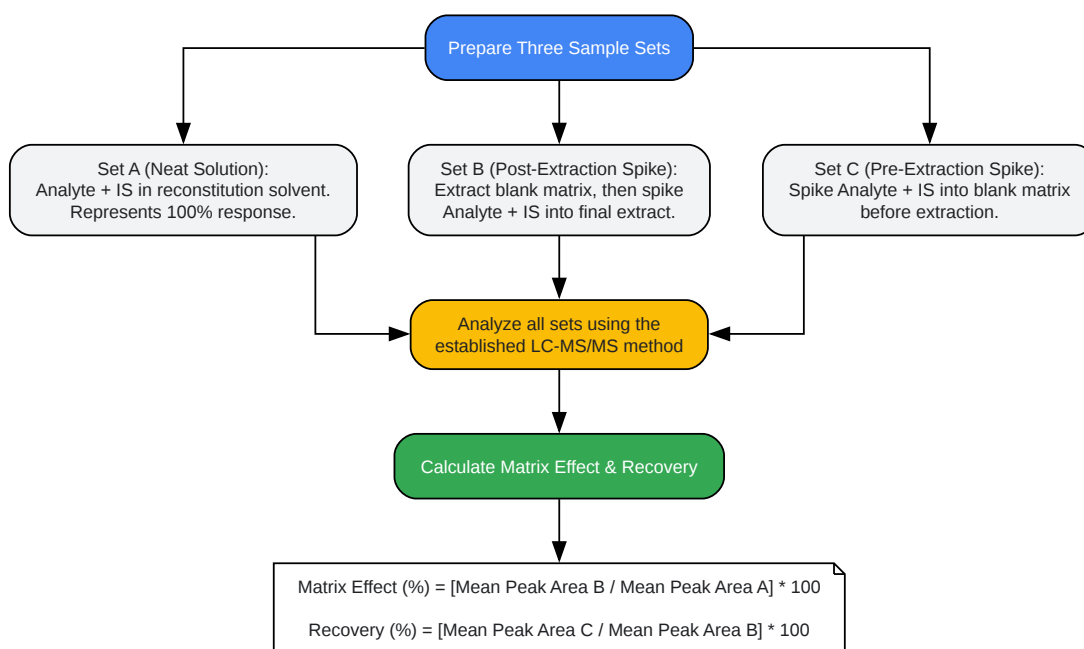 Prepare Three Sample Sets
Set A (Neat Solution):
Analyte + IS in reconstitution solvent.
Represents 100% response.
Set B (Post-Extraction Spike):
Extract blank matrix, then spike
Analyte + IS into final extract.
Set C (Pre-Extraction Spike):
Spike Analyte + IS into blank matrix
before extraction.
Analyze all sets using the
established LC-MS/MS method
Calculate Matrix Effect & Recovery
Matrix Effect (%) = [Mean Peak Area B / Mean Peak Area A] * 100
Recovery (%) = [Mean Peak Area C / Mean Peak Area B] * 100